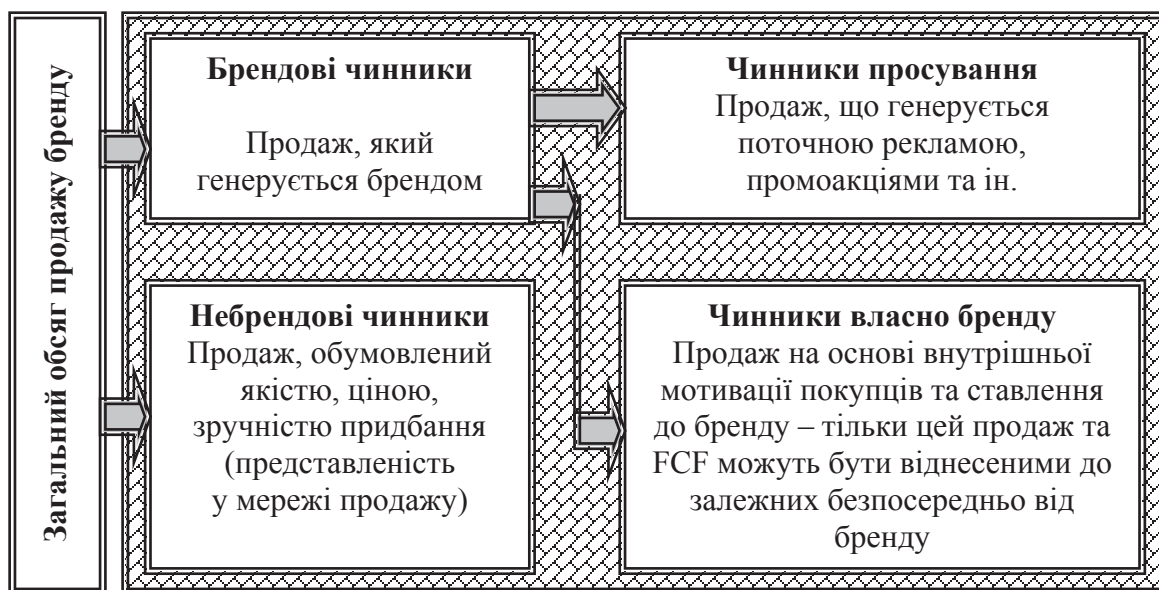 Загальний обсяг продажу бренду
Брендові чинники
Продаж, який
генерується брендом
Чинники просування
Продаж, що генерується
поточною рекламою,
промоакціями та ін.
Небрендові чинники
Продаж, обумовлений
якістю, ціною,
зручністю придбання
(представленість
у мережі продажу)
Чинники власно бренду
Продаж на основі внутрішньої
мотивації покупців та ставлення
до бренду – тільки цей продаж та
FCF можуть бути віднесеними до
залежних безпосередньо від
бренду